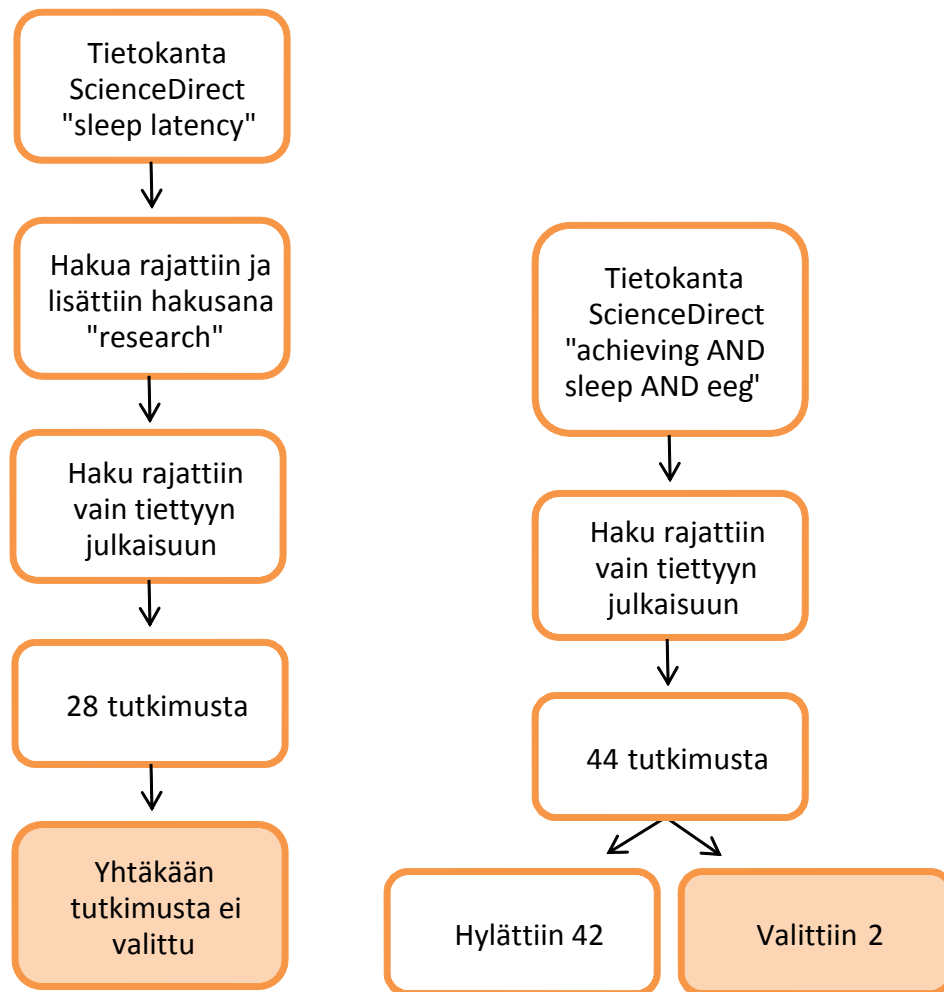 Tietokanta
ScienceDirect
"sleep latency"
Hakua rajattiin ja
lisättiin hakusana
"research"
Haku rajattiin
vain tiettyyn
julkaisuun
28 tutkimusta
Yhtäkään
tutkimusta ei
valittu
Tietokanta
ScienceDirect
"achieving AND
sleep AND eeg"
Haku rajattiin
vain tiettyyn
julkaisuun
44 tutkimusta
Hylättiin 42
Valittiin 2